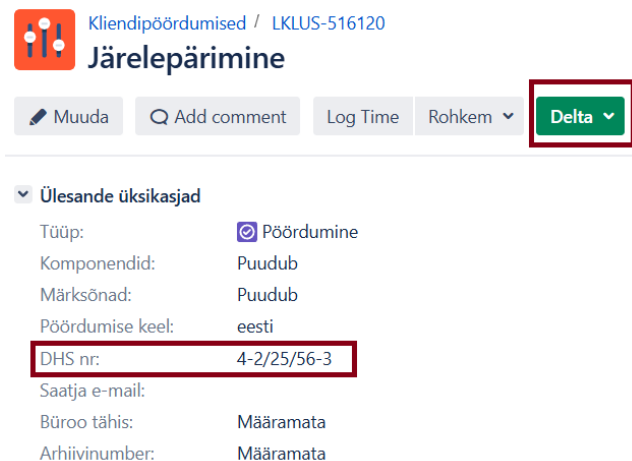 Kliendipöördumised / LKLUS-516120
Järelepärimine
Muuda Add comment Log Time Rohkem Delta
Ülesande üksikasjad
Tüüp: Pöördumine
Komponendid: Puudub
Märksõnad: Puudub
Pöördumise keel: eesti
DHS nr: 4-2/25/56-3
Saatja e-mail:
Büroo tähis: Määramata
Arhiivinumber: Määramata